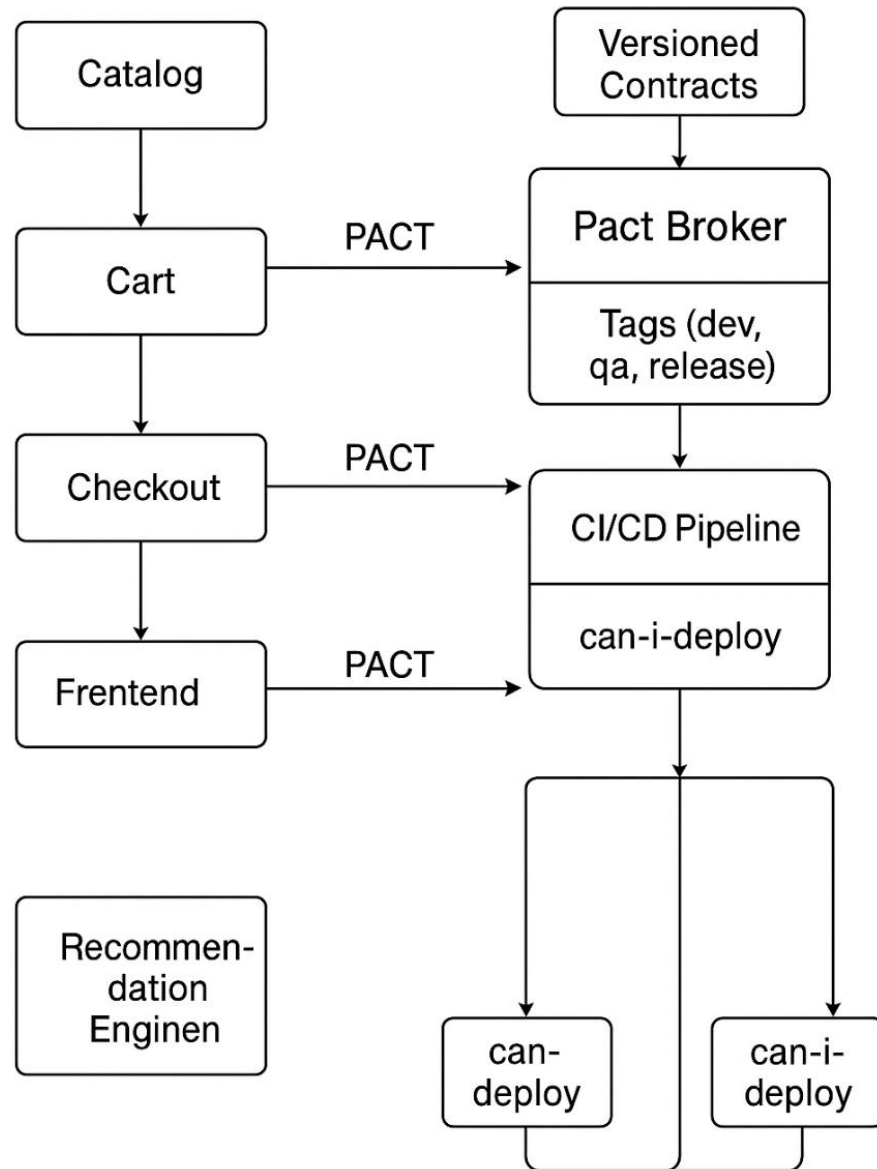 Catalog
Versioned
Contracts
Cart
PACT
Pact Broker
Tags (dev,
qa, release)
Checkout
PACT
CI/CD Pipeline
can-i-deploy
Frentend
PACT
Recommen-
dation
Enginen
can-
deploy
can-i-
deploy